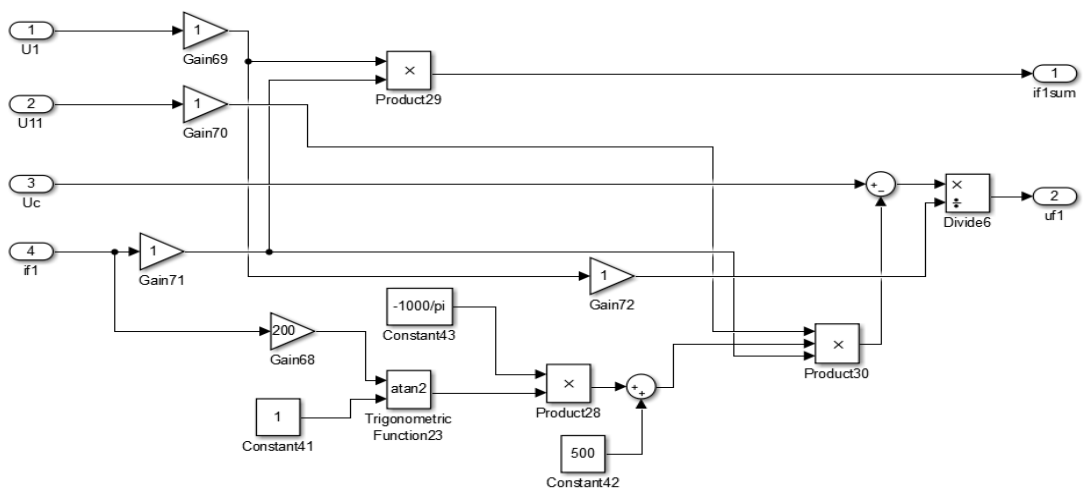 1
U1
1
Gain69
×
Product29
1
if1sum
2
U11
1
Gain70
3
Uc
+
−
×
÷
Divide6
2
uf1
4
if1
1
Gain71
1
Gain72
-1000/pi
Constant43
200
Gain68
×
Product30
atan2
Trigonometric
Function23
×
Product28
+
+
1
Constant41
500
Constant42